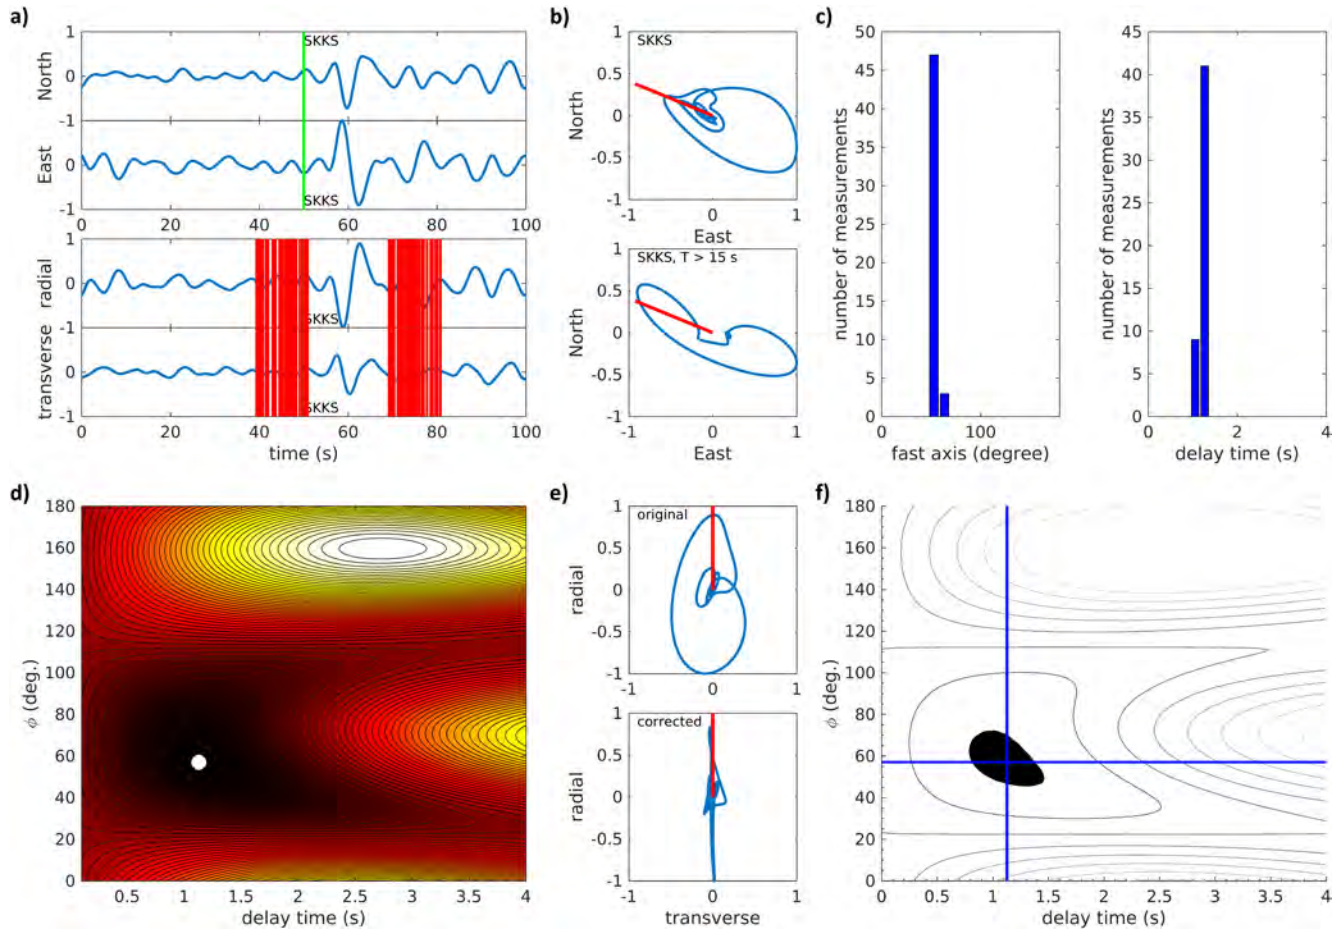 a)
1
SKKS
North
0
-1
1
East
0
-1
SKKS
0 20 40 60 80 100
1
radial
0
-1
SKKS
1
transverse
0
-1
SKKS
0 20 40 60 80 100
time (s)
b)
1
SKKS
0.5
North
0
-0.5
-1
-1 0 1
East
1
SKKS, T > 15 s
0.5
North
0
-0.5
-1
-1 0 1
East
c)
50
45
40
35
30
25
20
15
10
5
0
number of measurements
0 100
fast axis (degree)
45
40
35
30
25
20
15
10
5
0
number of measurements
0 2 4
delay time (s)
d)
180
160
140
120
100
80
60
40
20
0
ϕ (deg.)
0.5 1 1.5 2 2.5 3 3.5 4
delay time (s)
e)
1
original
0.5
radial
0
-0.5
-1
-1 0 1
1
corrected
0.5
radial
0
-0.5
-1
-1 0 1
transverse
f)
180
160
140
120
100
80
60
40
20
0
ϕ (deg.)
0 0.5 1 1.5 2 2.5 3 3.5 4
delay time (s)